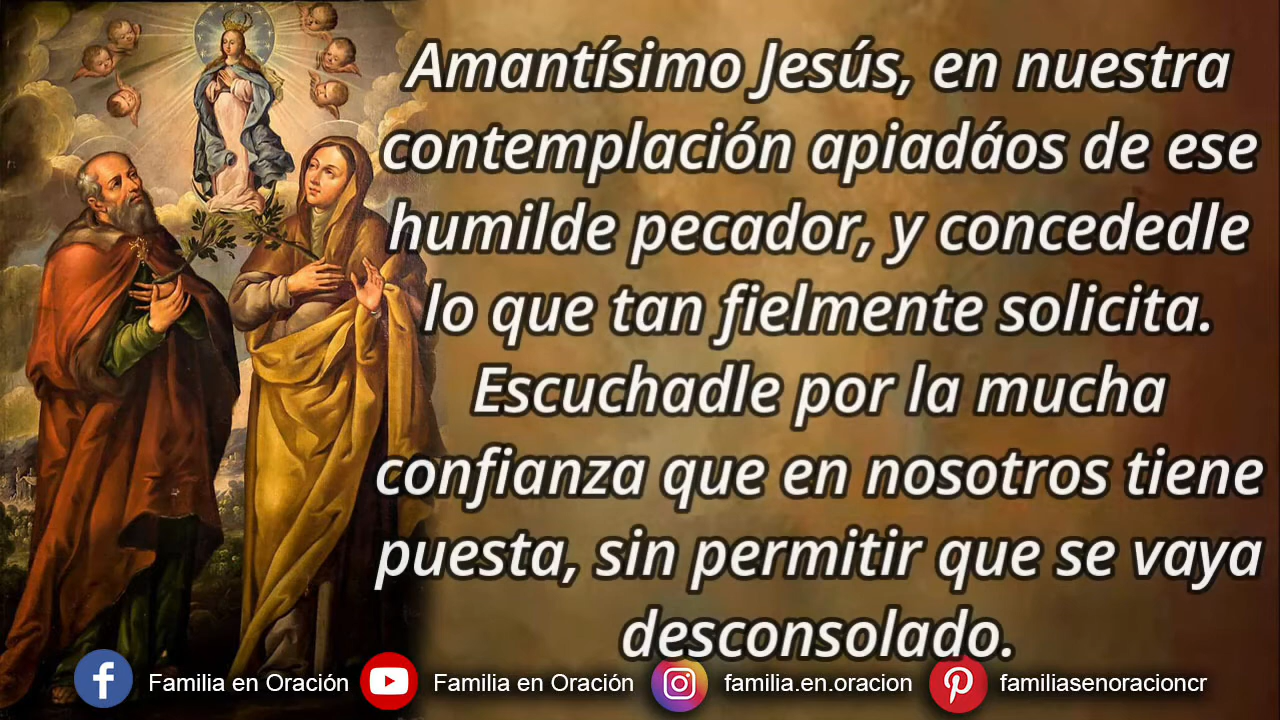 Amantísimo Jesús, en nuestra
contemplación apiadáos de ese
humilde pecador, y concededle
lo que tan fielmente solicita.
Escuchadle por la mucha
confianza que en nosotros tiene
puesta, sin permitir que se vaya
desconsolado.
Familia en Oración Familia en Oración familia.en.oracion familiasenoracioncr